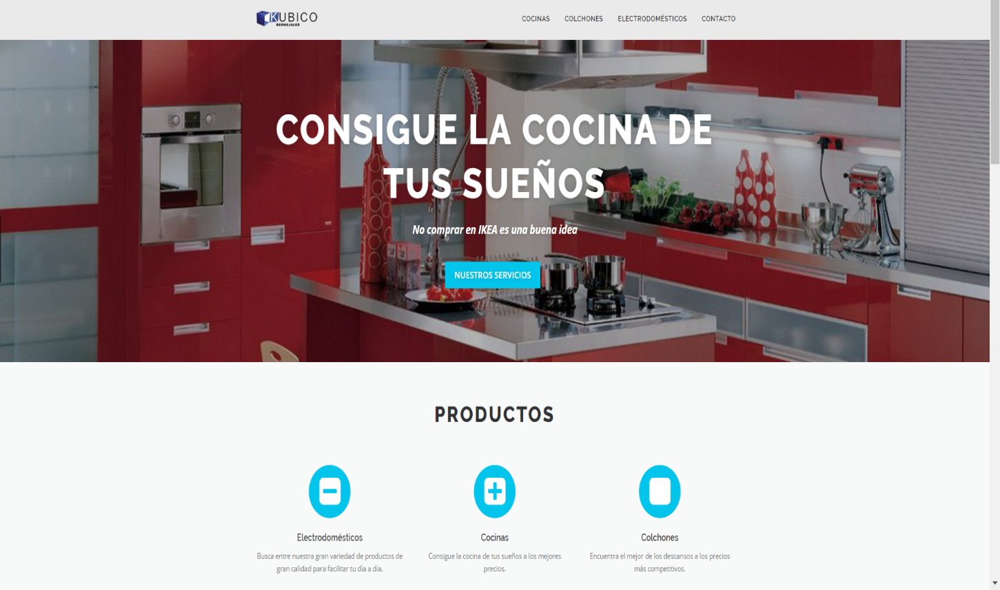 KUBICO
BERMEJALES
COCINAS COLCHONES ELECTRODOMÉSTICOS CONTACTO
CONSIGUE LA COCINA DE
TUS SUEÑOS
No comprar en IKEA es una buena idea
NUESTROS SERVICIOS
PRODUCTOS
Electrodomésticos
Busca entre nuestra gran variedad de productos de
gran calidad para facilitar tu día a día.
Cocinas
Consigue la cocina de tus sueños a los mejores
precios.
Colchones
Encuentra el mejor de los descansos a los precios
más competitivos.